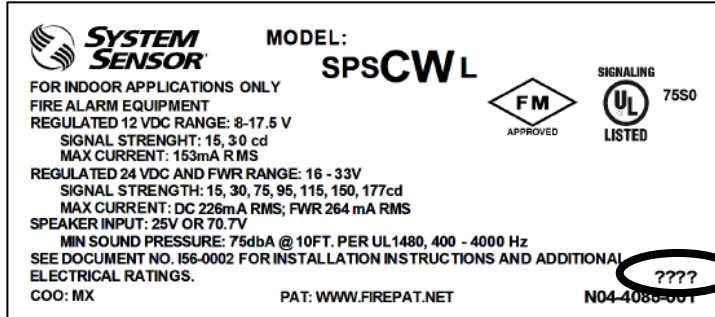 SYSTEM SENSOR
MODEL:
SPSCWL
FOR INDOOR APPLICATIONS ONLY
FIRE ALARM EQUIPMENT
REGULATED 12 VDC RANGE: 8-17.5 V
SIGNAL STRENGHT: 15, 30 cd
MAX CURRENT: 153mA RMS
REGULATED 24 VDC AND FWR RANGE: 16 - 33V
SIGNAL STRENGTH: 15, 30, 75, 95, 115, 150, 177cd
MAX CURRENT: DC 226mA RMS; FWR 264 mA RMS
SPEAKER INPUT: 25V OR 70.7V
MIN SOUND PRESSURE: 75dbA @ 10FT. PER UL1480, 400 - 4000 Hz
SEE DOCUMENT NO. I56-0002 FOR INSTALLATION INSTRUCTIONS AND ADDITIONAL
ELECTRICAL RATINGS.
COO: MX
PAT: WWW.FIREPAT.NET
FM
APPROVED
SIGNALING
UL
LISTED
75S0
????
N04-4085-001